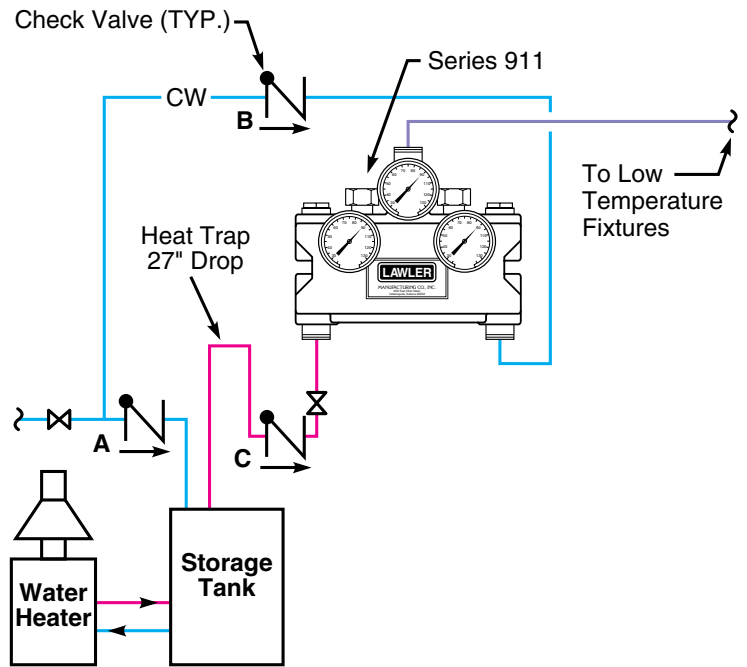 Check Valve (TYP.)
Series 911
CW
B
To Low
Temperature
Fixtures
Heat Trap
27" Drop
LAWLER
MANUFACTURING CO., INC.
A
C
Storage
Tank
Water
Heater